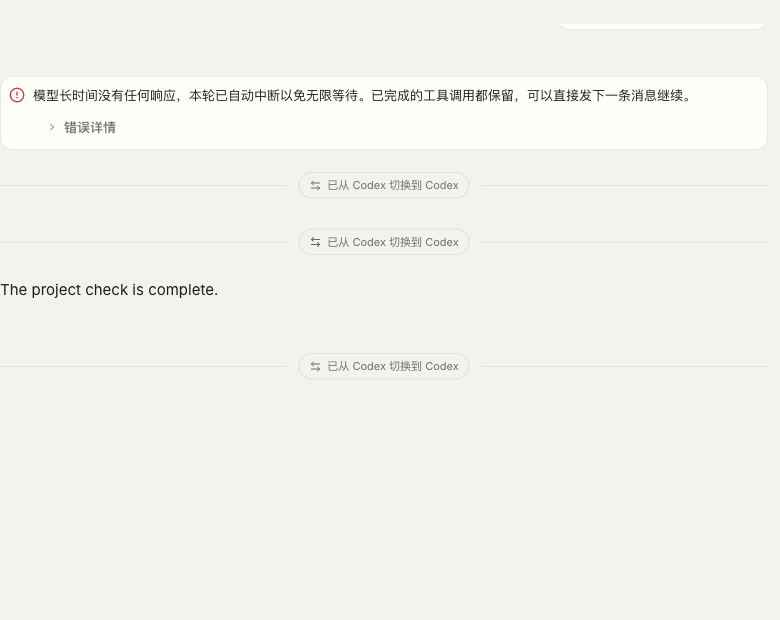 模型长时间没有任何响应，本轮已自动中断以免无限等待。已完成的工具调用都保留，可以直接发下一条消息继续。
错误详情
已从 Codex 切换到 Codex
已从 Codex 切换到 Codex
The project check is complete.
已从 Codex 切换到 Codex